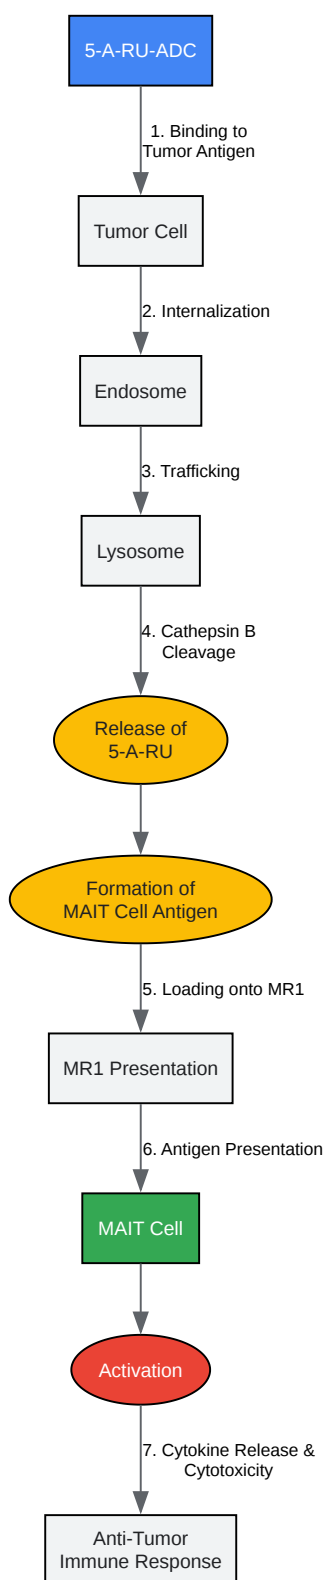 5-A-RU-ADC
1. Binding to
Tumor Antigen
Tumor Cell
2. Internalization
Endosome
3. Trafficking
Lysosome
4. Cathepsin B
Cleavage
Release of
5-A-RU
Formation of
MAIT Cell Antigen
5. Loading onto MR1
MR1 Presentation
6. Antigen Presentation
MAIT Cell
Activation
7. Cytokine Release &
Cytotoxicity
Anti-Tumor
Immune Response